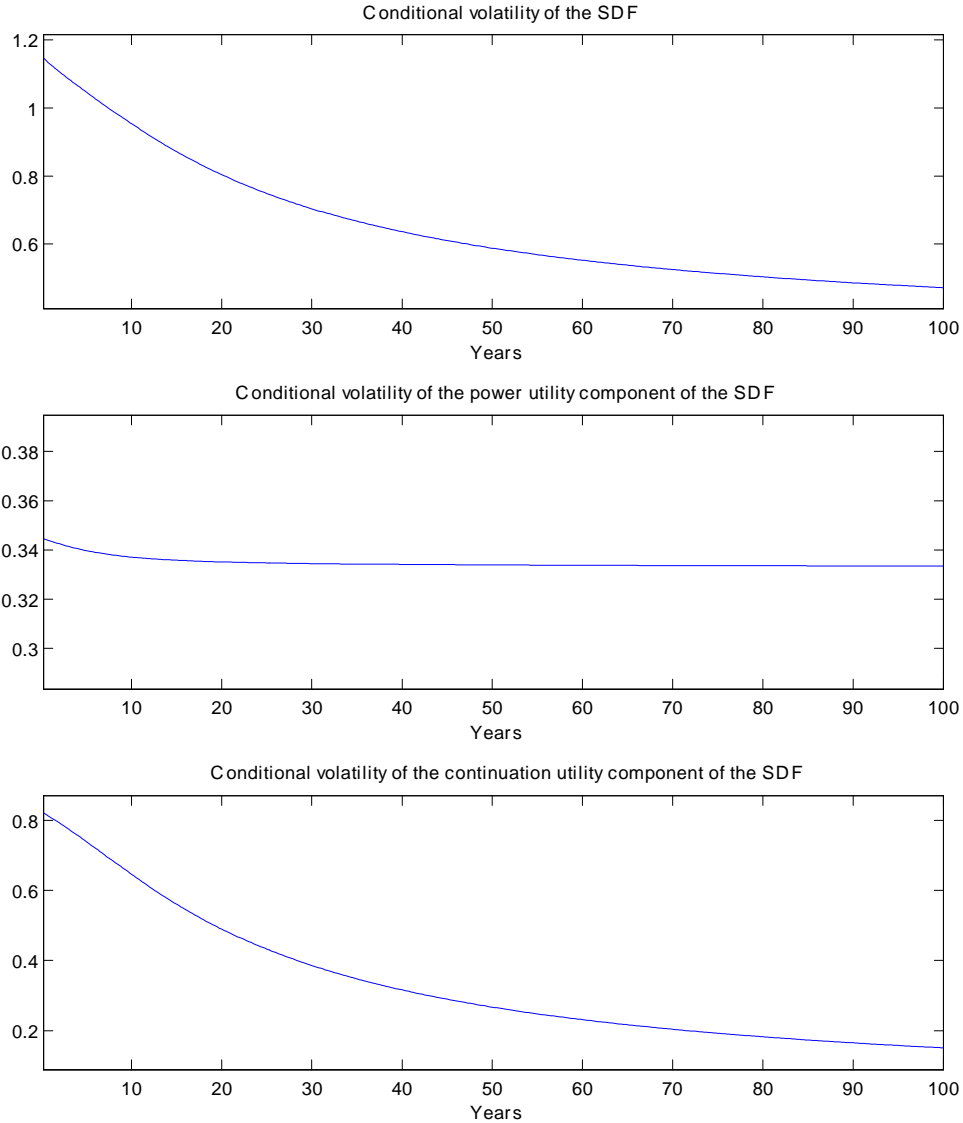 Conditional volatility of the SDF
1.2
1
0.8
0.6
10 20 30 40 50 60 70 80 90 100
Years
Conditional volatility of the power utility component of the SDF
0.38
0.36
0.34
0.32
0.3
10 20 30 40 50 60 70 80 90 100
Years
Conditional volatility of the continuation utility component of the SDF
0.8
0.6
0.4
0.2
10 20 30 40 50 60 70 80 90 100
Years